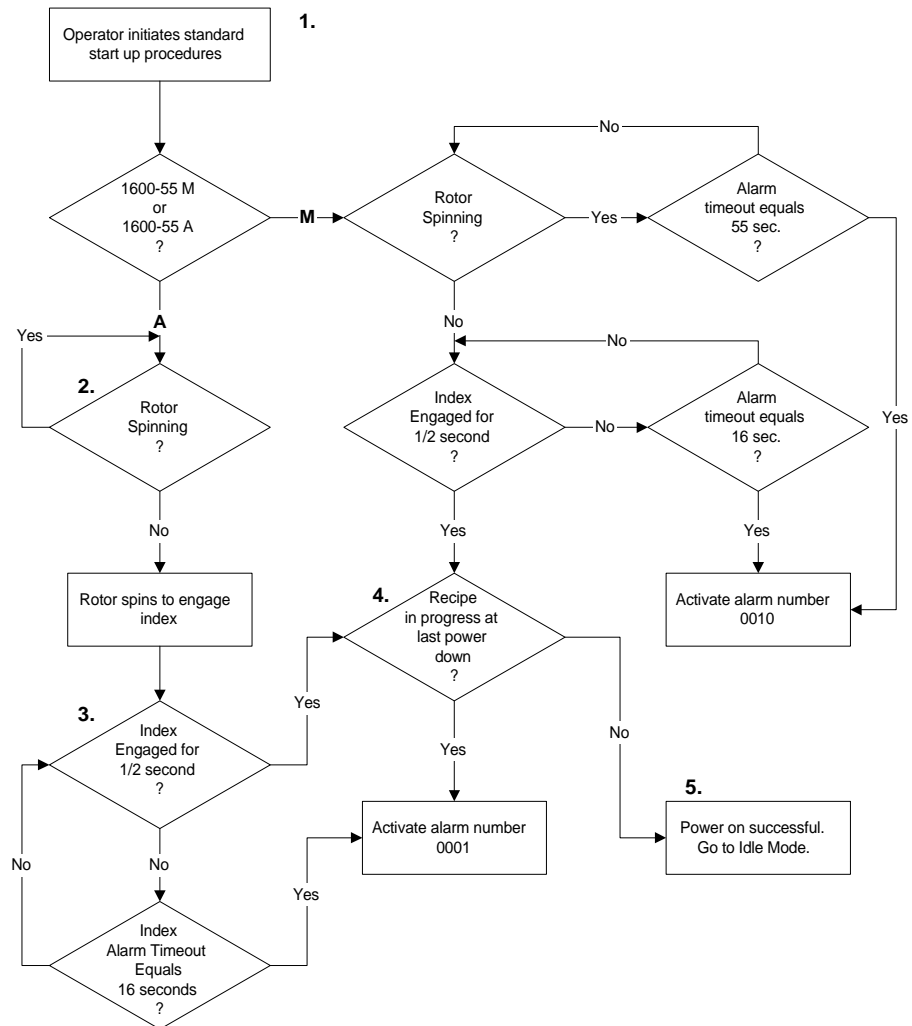 1.
Operator initiates standard
start up procedures
No
1600-55 M
or
1600-55 A
?
M
Rotor
Spinning
?
Yes
Alarm
timeout equals
55 sec.
?
A
Yes
No
No
2.
Rotor
Spinning
?
Index
Engaged for
1/2 second
?
No
Alarm
timeout equals
16 sec.
?
Yes
No
Yes
Yes
Rotor spins to engage
index
4.
Recipe
in progress at
last power
down
?
Activate alarm number
0010
3.
Index
Engaged for
1/2 second
?
Yes
Yes
No
5.
Activate alarm number
0001
Power on successful.
Go to Idle Mode.
No
No
Yes
Index
Alarm Timeout
Equals
16 seconds
?